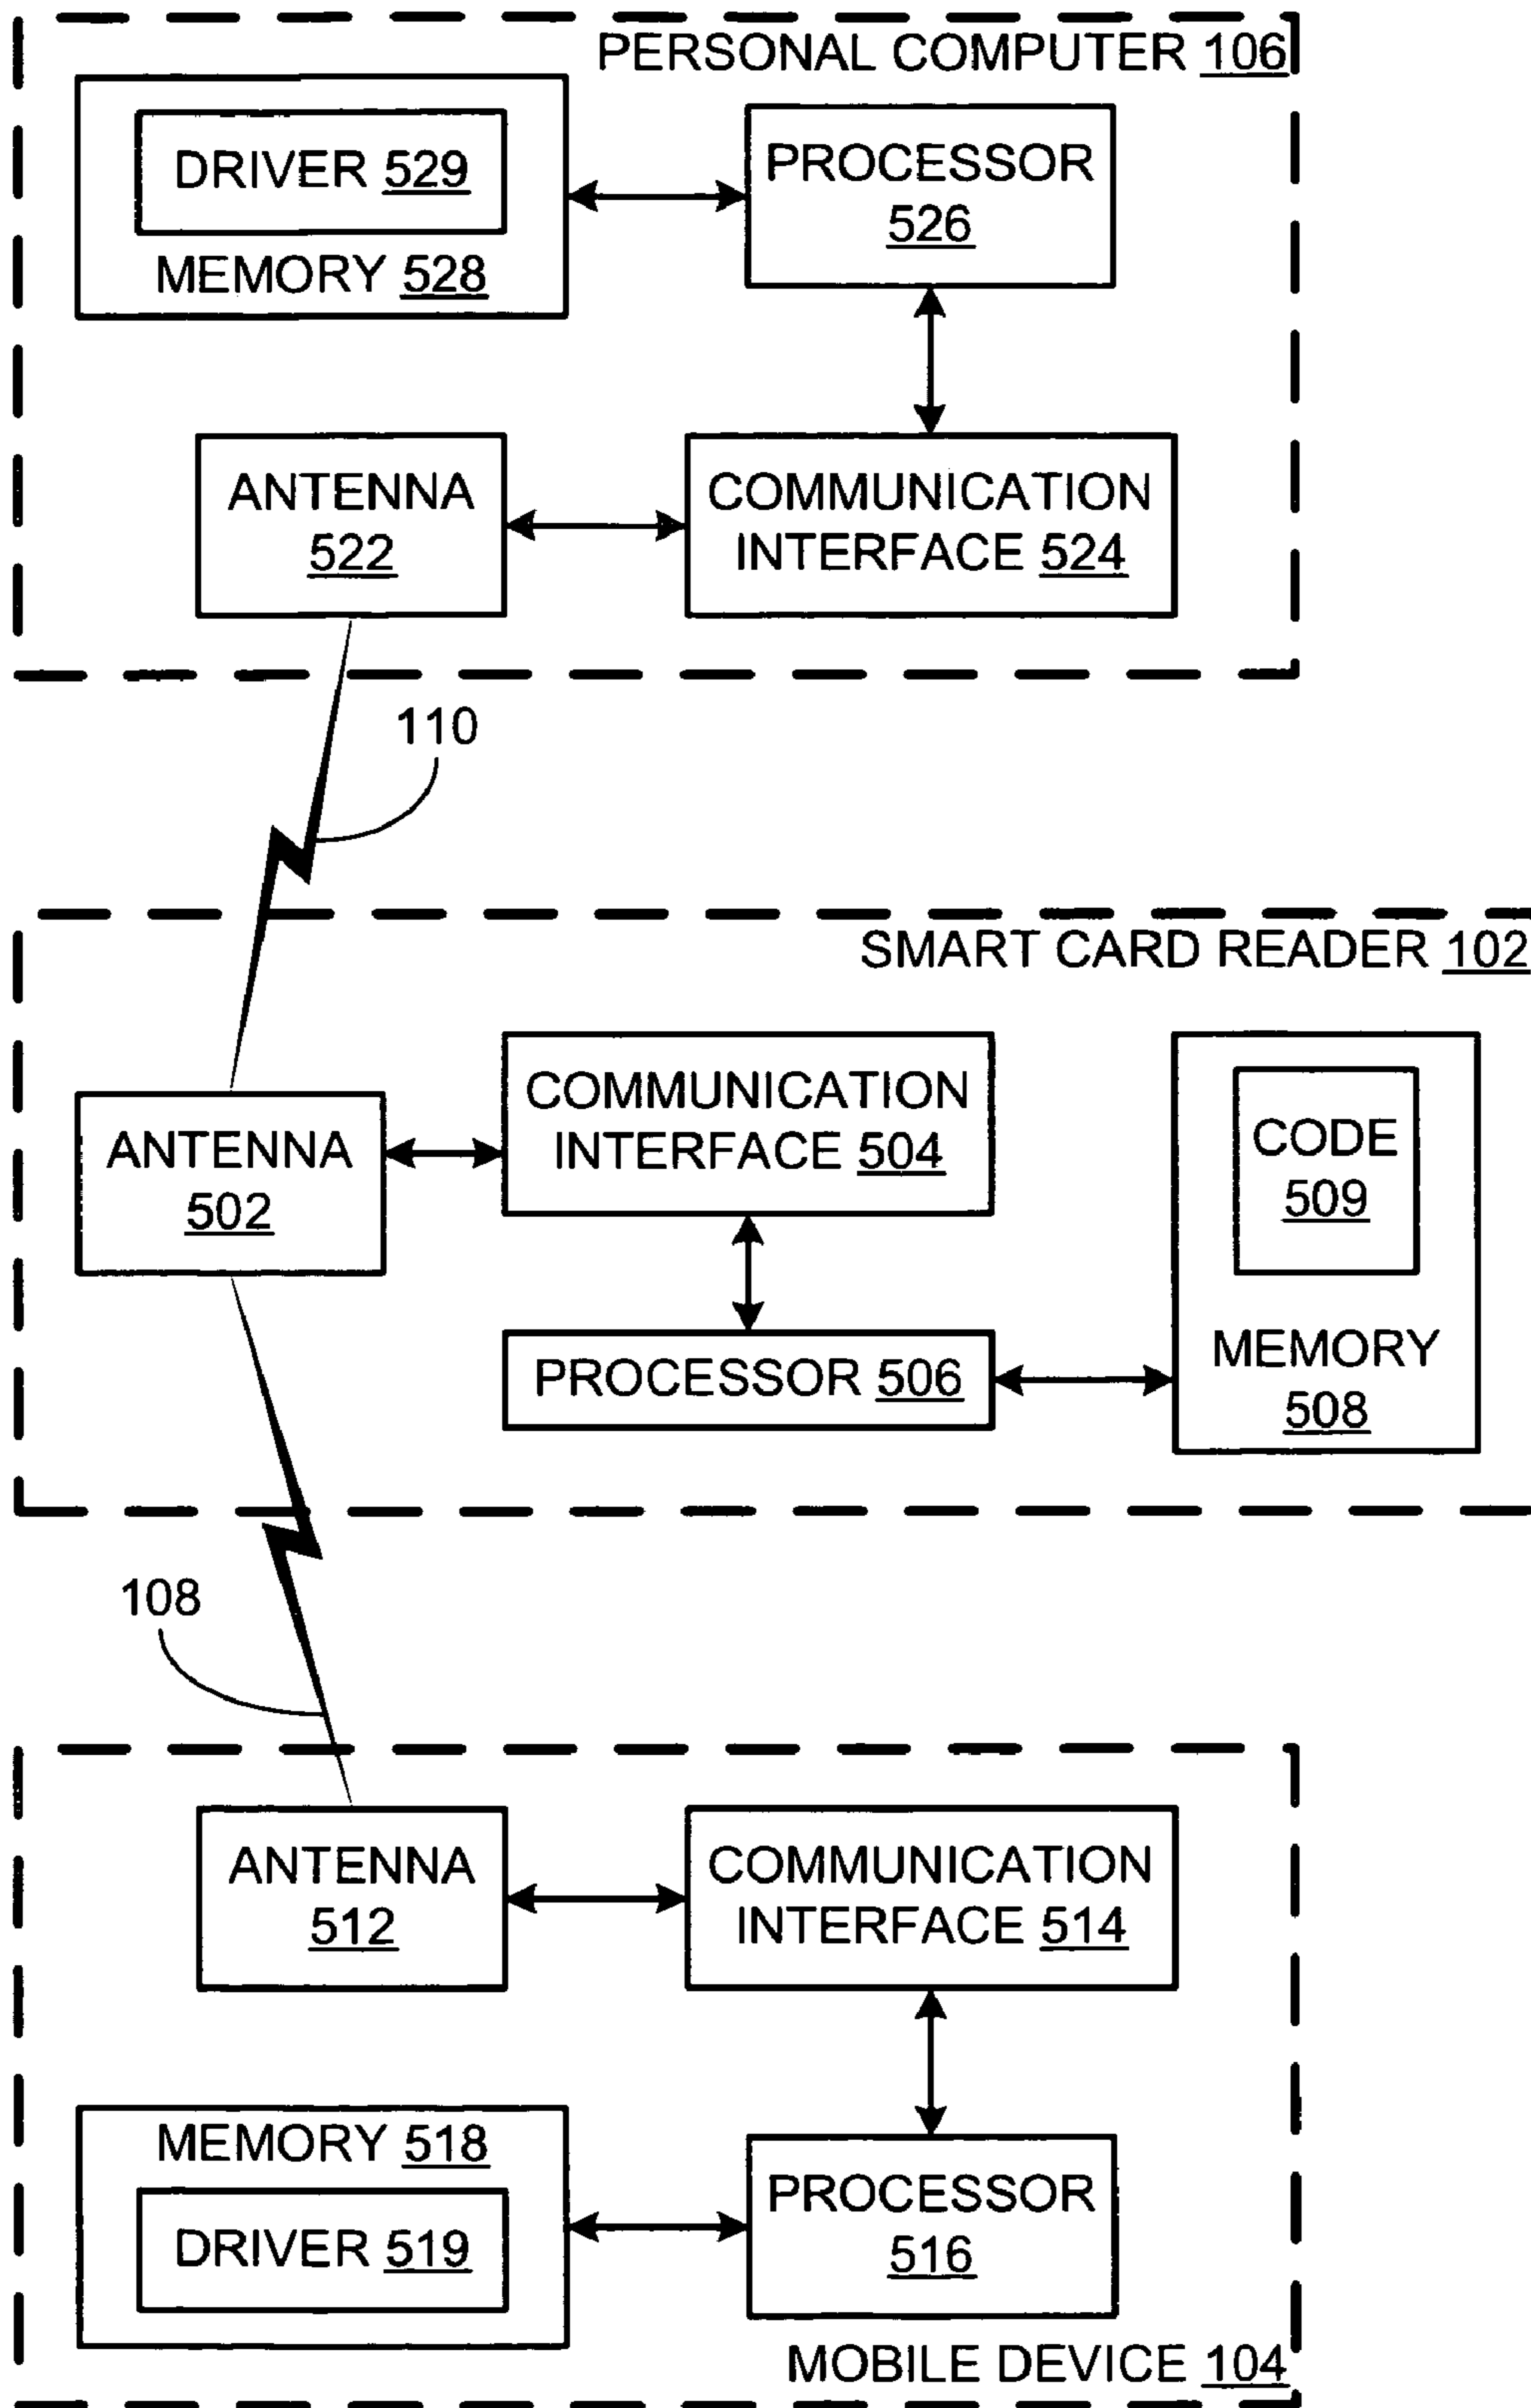 PERSONAL COMPUTER 106
DRIVER 529
MEMORY 528
PROCESSOR
526
ANTENNA
522
COMMUNICATION
INTERFACE 524
110
SMART CARD READER 102
ANTENNA
502
COMMUNICATION
INTERFACE 504
CODE
509
PROCESSOR 506
MEMORY
508
108
ANTENNA
512
COMMUNICATION
INTERFACE 514
MEMORY 518
DRIVER 519
PROCESSOR
516
MOBILE DEVICE 104